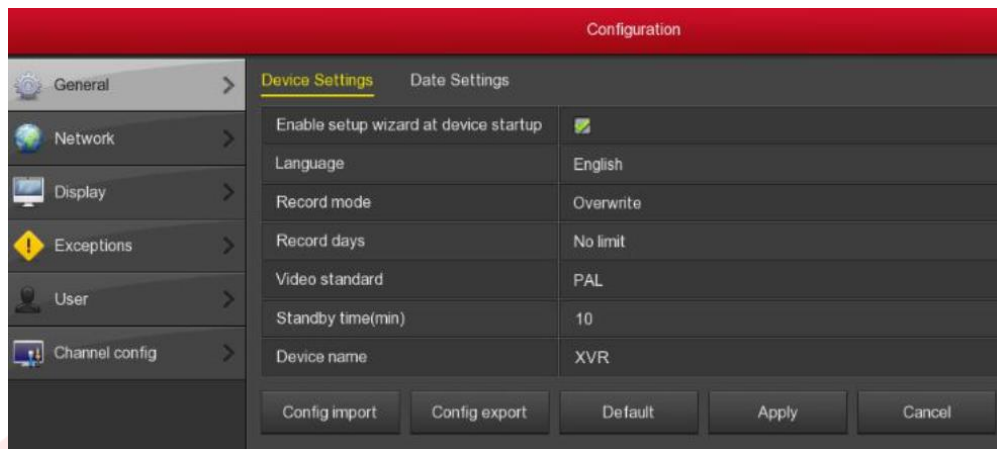 Configuration
General
Network
Display
Exceptions
User
Channel config
Device Settings Date Settings
Enable setup wizard at device startup
Language English
Record mode Overwrite
Record days No limit
Video standard PAL
Standby time(min) 10
Device name XVR
Config import Config export Default Apply Cancel